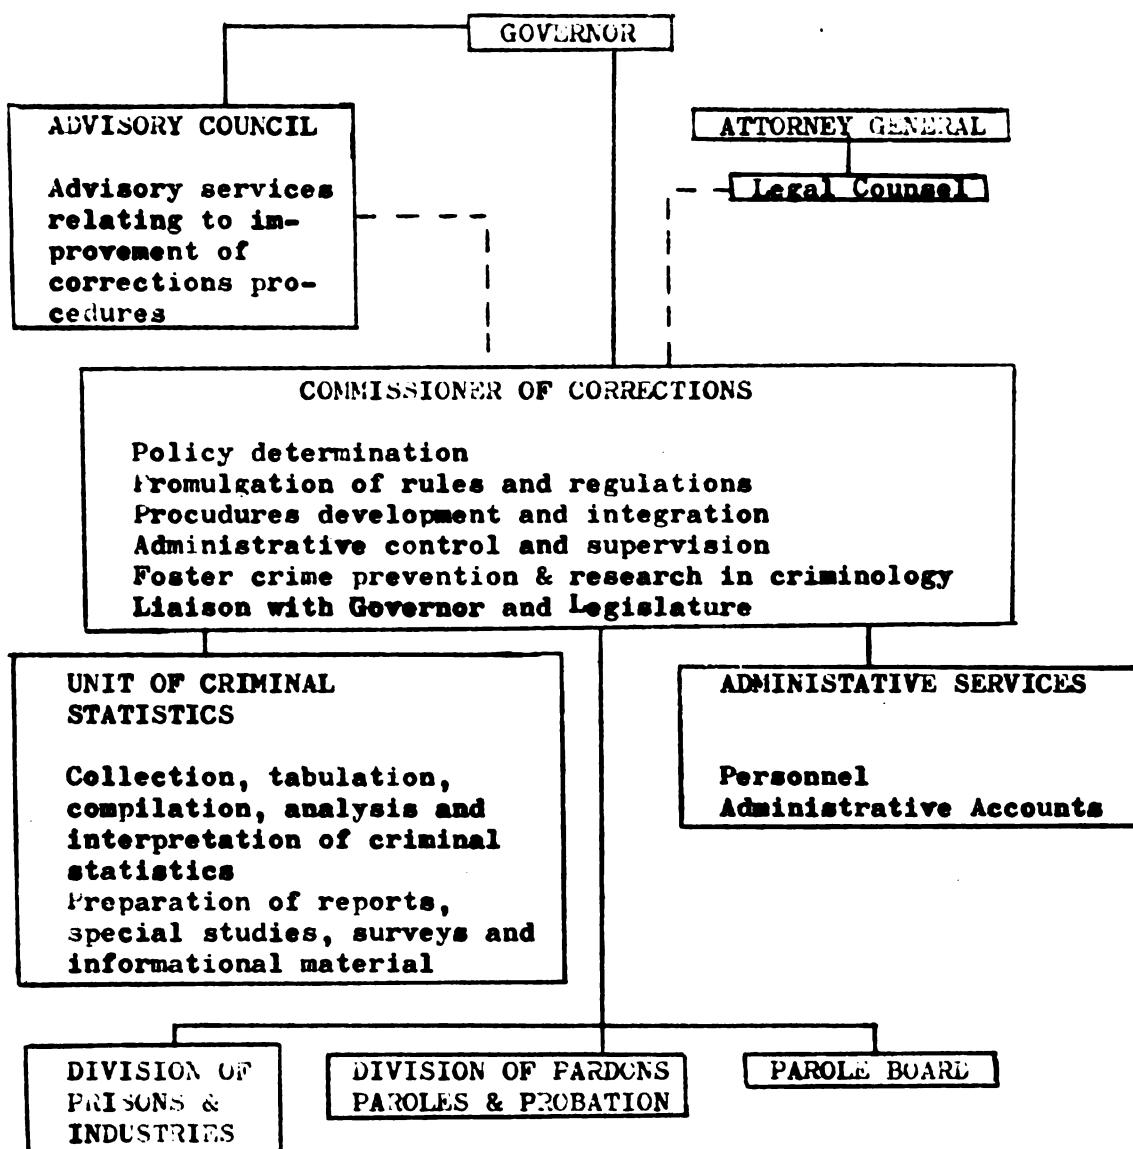 GOVERNOR
ADVISORY COUNCIL
Advisory services
relating to im-
provement of
corrections pro-
cedures
ATTORNEY GENERAL
Legal Counsel
COMMISSIONER OF CORRECTIONS
Policy determination
Promulgation of rules and regulations
Procudures development and integration
Administrative control and supervision
Foster crime prevention & research in criminology
Liaison with Governor and Legislature
UNIT OF CRIMINAL
STATISTICS
Collection, tabulation,
compilation, analysis and
interpretation of criminal
statistics
Preparation of reports,
special studies, surveys and
informational material
ADMINISTATIVE SERVICES
Personnel
Administrative Accounts
DIVISION OF
PRISONS &
INDUSTRIES
DIVISION OF PARDONS
PAROLES & PROBATION
PAROLE BOARD